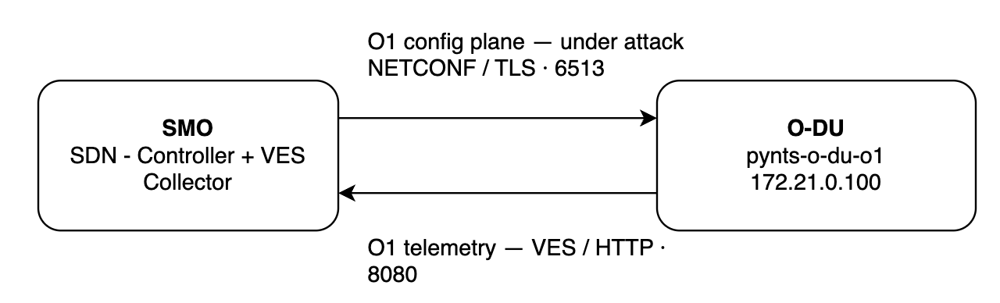 O1 config plane — under attack
NETCONF / TLS · 6513
SMO
SDN - Controller + VES
Collector
O-DU
pynts-o-du-o1
172.21.0.100
O1 telemetry — VES / HTTP ·
8080